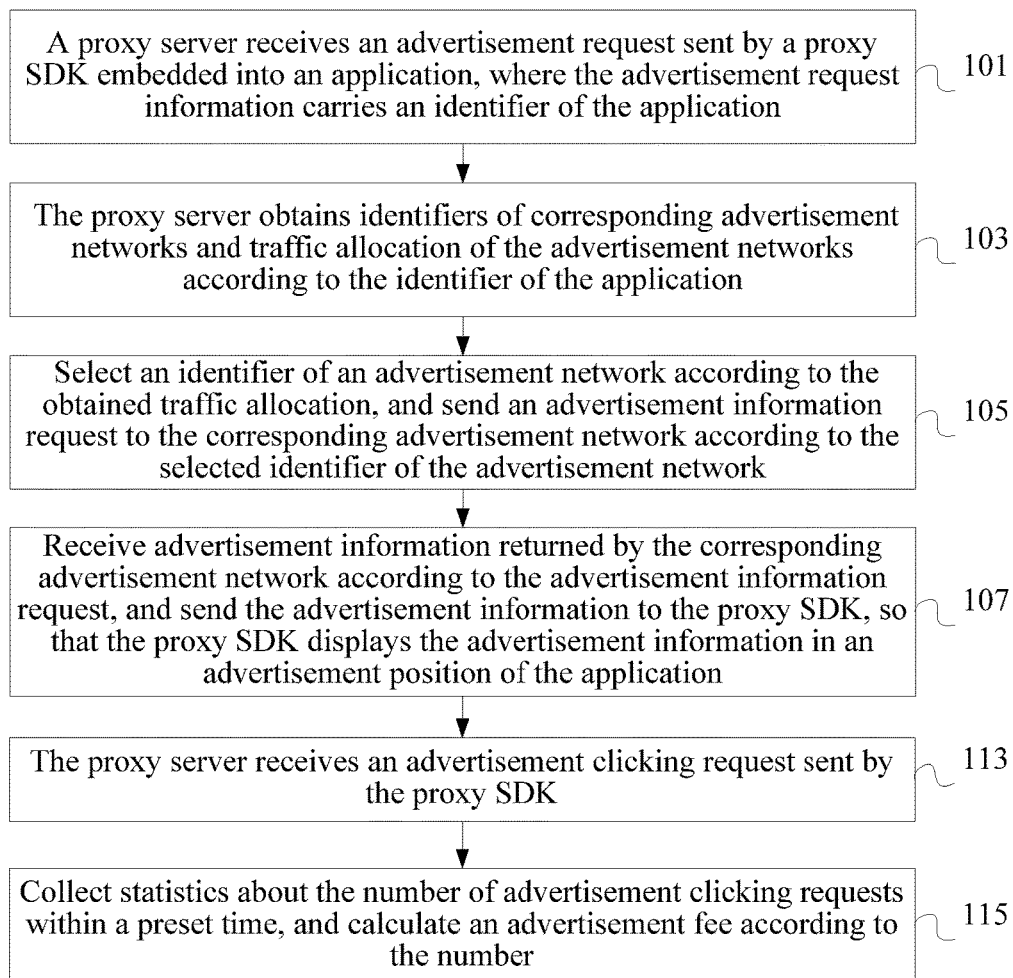 A proxy server receives an advertisement request sent by a proxy
SDK embedded into an application, where the advertisement request
information carries an identifier of the application
101
The proxy server obtains identifiers of corresponding advertisement
networks and traffic allocation of the advertisement networks
according to the identifier of the application
103
Select an identifier of an advertisement network according to the
obtained traffic allocation, and send an advertisement information
request to the corresponding advertisement network according to the
selected identifier of the advertisement network
105
Receive advertisement information returned by the corresponding
advertisement network according to the advertisement information
request, and send the advertisement information to the proxy SDK, so
that the proxy SDK displays the advertisement information in an
advertisement position of the application
107
The proxy server receives an advertisement clicking request sent by
the proxy SDK
113
Collect statistics about the number of advertisement clicking requests
within a preset time, and calculate an advertisement fee according to
the number
115